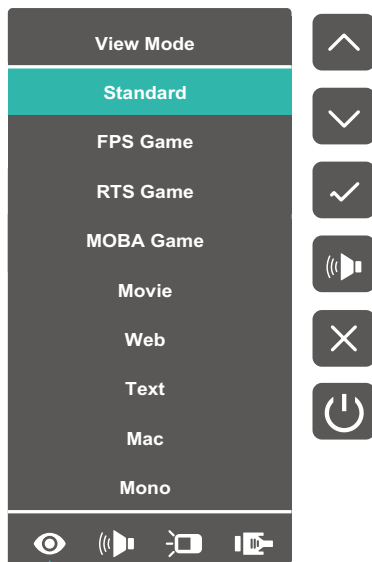 View Mode
Standard
FPS Game
RTS Game
MOBA Game
Movie
Web
Text
Mac
Mono